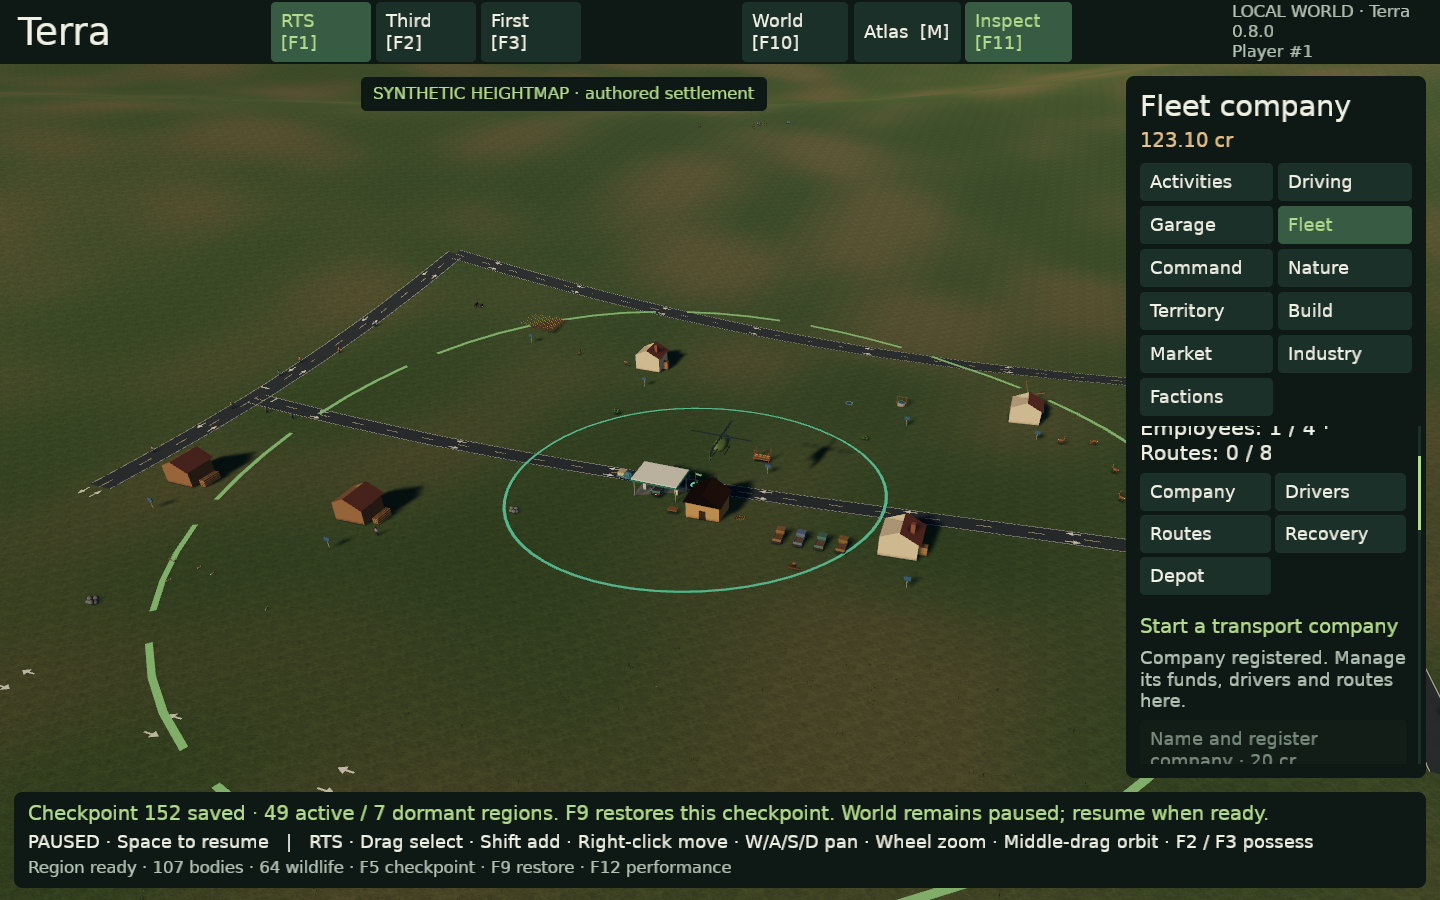 Terra
RTS
[F1]
Third
[F2]
First
[F3]
World
[F10]
Atlas [M]
Inspect
[F11]
LOCAL WORLD · Terra
0.8.0
Player #1
SYNTHETIC HEIGHTMAP · authored settlement
Fleet company
123.10 cr
Activities
Driving
Garage
Fleet
Command
Nature
Territory
Build
Market
Industry
Factions
Employees: 1 / 4 ·
Routes: 0 / 8
Company
Drivers
Routes
Recovery
Depot
Start a transport company
Company registered. Manage
its funds, drivers and routes
here.
Name and register
company · 20 cr
Checkpoint 152 saved · 49 active / 7 dormant regions. F9 restores this checkpoint. World remains paused; resume when ready.
PAUSED · Space to resume | RTS · Drag select · Shift add · Right-click move · W/A/S/D pan · Wheel zoom · Middle-drag orbit · F2 / F3 possess
Region ready · 107 bodies · 64 wildlife · F5 checkpoint · F9 restore · F12 performance